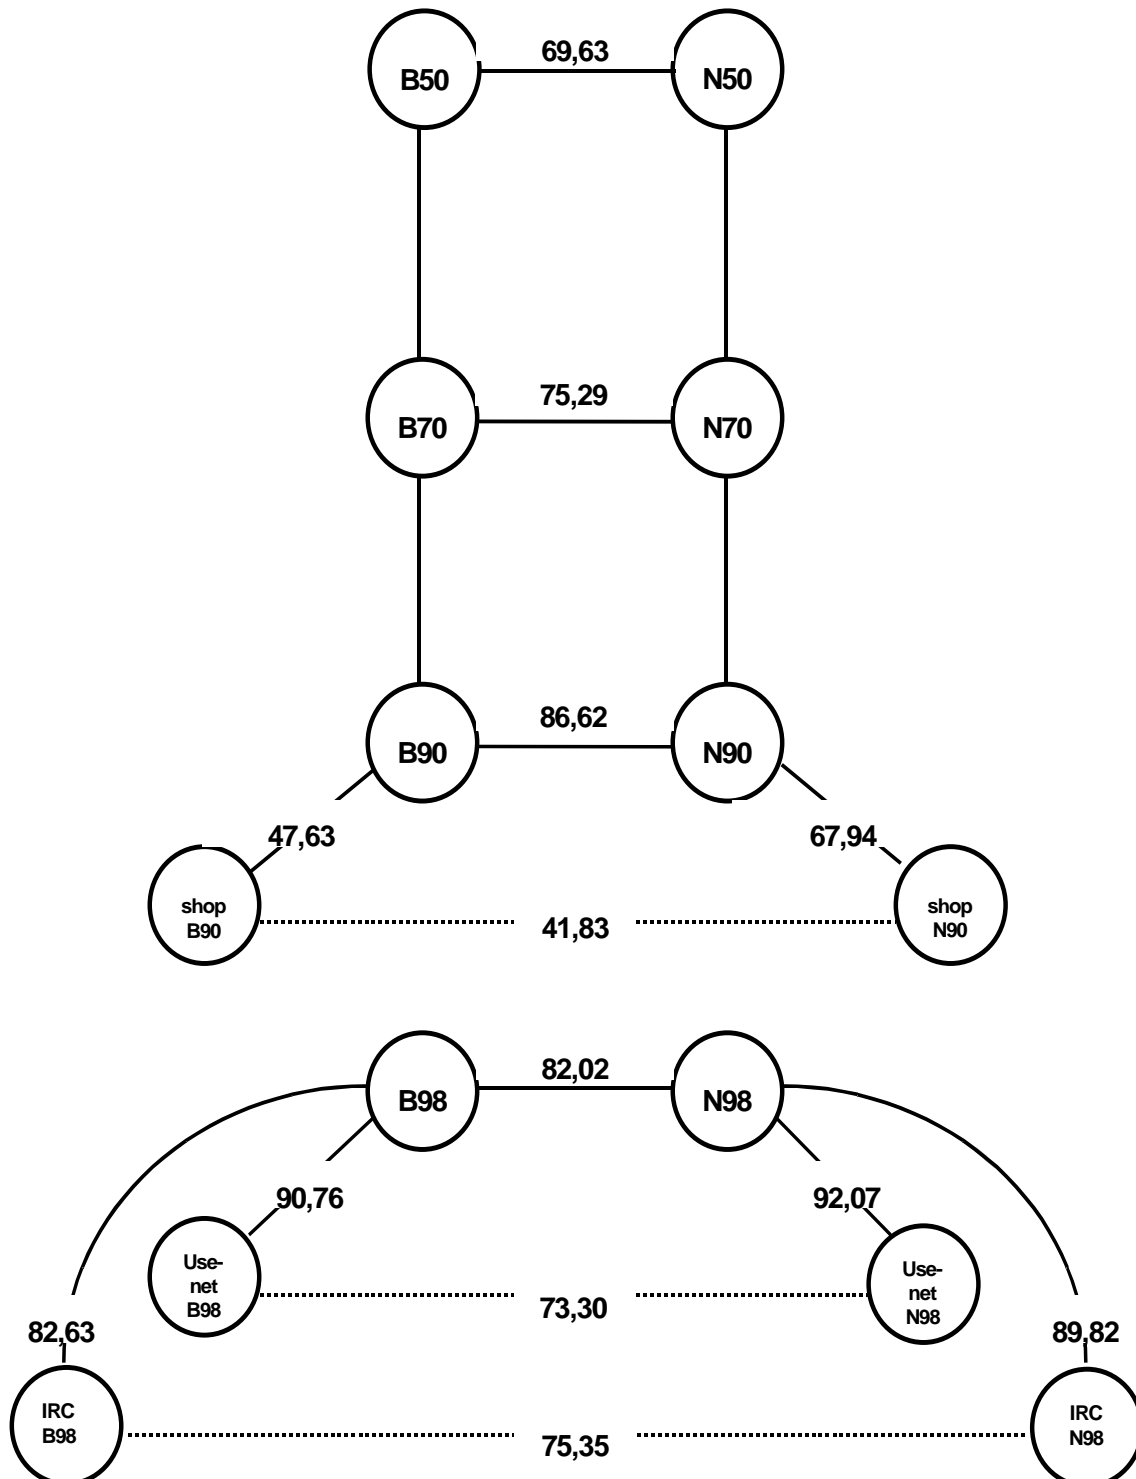 69,63
B50
N50
75,29
B70
N70
86,62
B90
N90
47,63
67,94
shop
B90
41,83
shop
N90
82,02
B98
N98
90,76
92,07
Use-
net
B98
73,30
Use-
net
N98
82,63
89,82
IRC
B98
75,35
IRC
N98